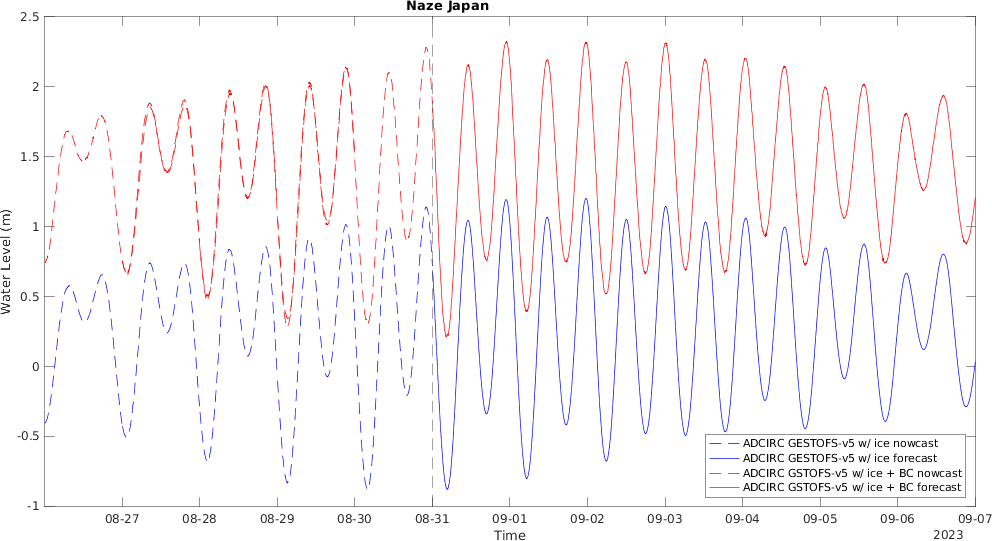 Naze Japan
2.5
2
1.5
1
0.5
0
-0.5
-1
Water Level (m)
ADCIRC GESTOFS-v5 w/ ice nowcast
ADCIRC GESTOFS-v5 w/ ice forecast
ADCIRC GSTOFS-v5 w/ ice + BC nowcast
ADCIRC GSTOFS-v5 w/ ice + BC forecast
08-27 08-28 08-29 08-30 08-31 09-01 09-02 09-03 09-04 09-05 09-06 09-07
Time
2023